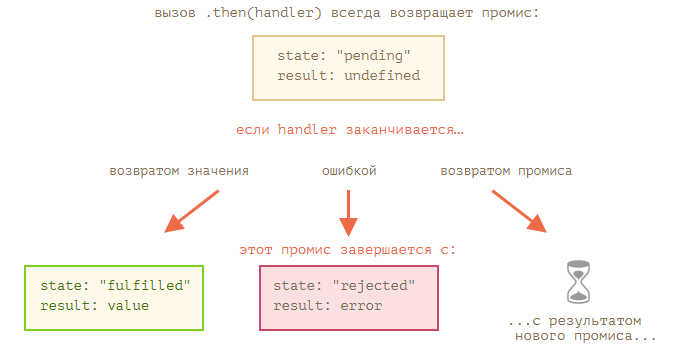 вызов .then(handler) всегда возвращает промис:
state: "pending"
result: undefined
если handler заканчивается…
возвратом значения
ошибкой
возвратом промиса
этот промис завершается с:
state: "fulfilled"
result: value
state: "rejected"
result: error
...с результатом
нового промиса...